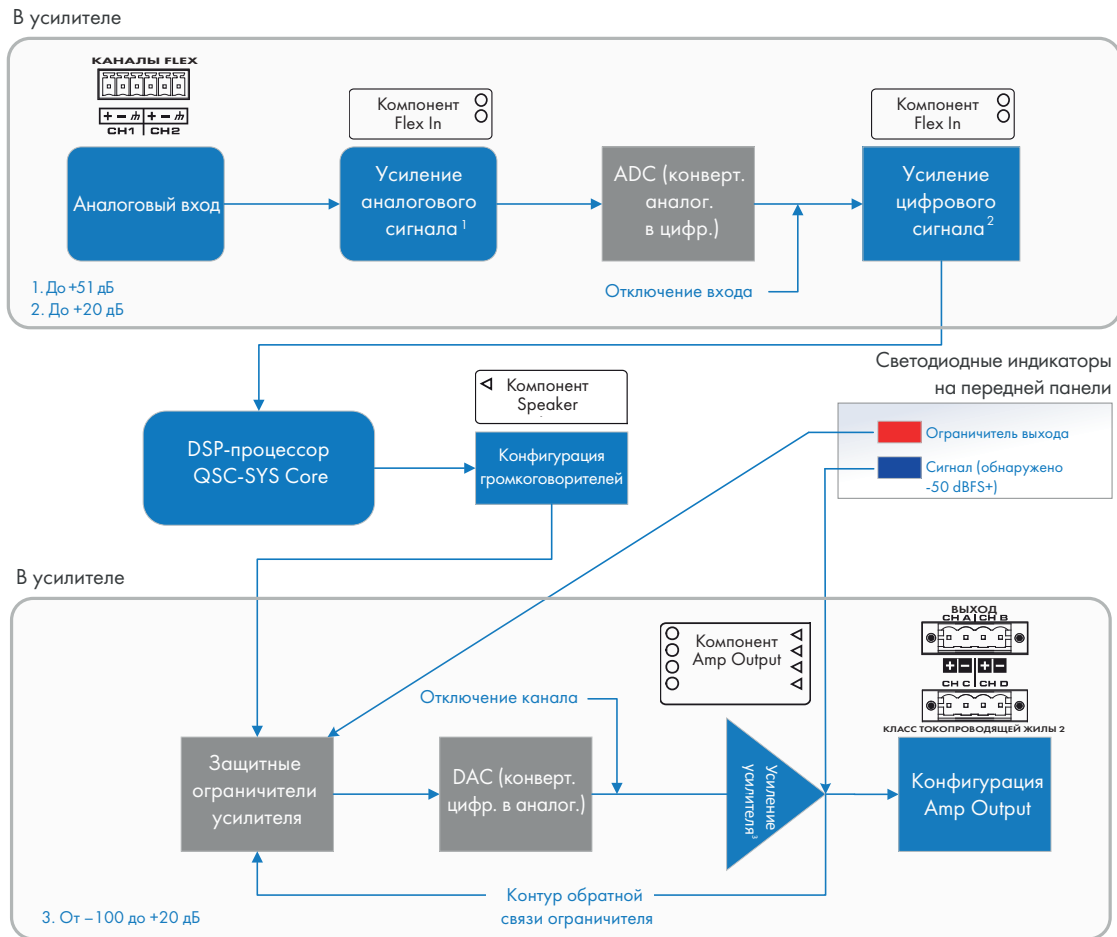 В усилителе
КАНАЛЫ FLEX
+ - + -
CH1 CH2
Компонент
Flex In
Компонент
Flex In
Аналоговый вход
Усиление
аналогового
сигнала 1
ADC (конверт.
аналог.
в цифр.)
Усиление
цифрового
сигнала 2
1. До +51 дБ
2. До +20 дБ
Отключение входа
Светодиодные индикаторы
на передней панели
Ограничитель выхода
Сигнал (обнаружено
-50 dBFS+)
Компонент
Speaker
DSP-процессор
QSC-SYS Core
Конфигурация
громкоговорителей
В усилителе
ВЫХОД
CH A CH B
+ - + -
CH C CH D
КЛАСС ТОКОПРОВОДЯЩЕЙ ЖИЛЫ 2
Компонент
Amp Output
Отключение канала
Защитные
ограничители
усилителя
DAC (конверт.
цифр. в аналог.)
Усиление
усилителя 3
Конфигурация
Amp Output
Контур обратной
связи ограничителя
3. От –100 до +20 дБ